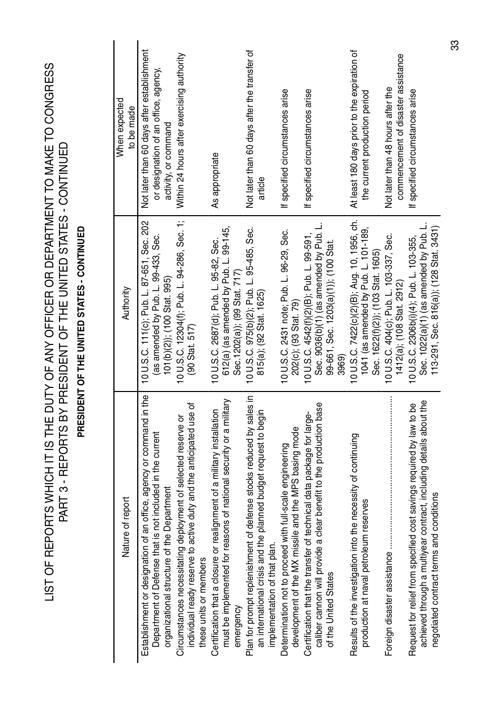 LIST OF REPORTS WHICH IT IS THE DUTY OF ANY OFFICER OR DEPARTMENT TO MAKE TO CONGRESS
PART 3 - REPORTS BY PRESIDENT OF THE UNITED STATES - CONTINUED
PRESIDENT OF THE UNITED STATES - CONTINUED
Nature of report
Authority
When expected
to be made
Establishment or designation of an office, agency or command in the
Department of Defense that is not included in the current
organizational structure of the Department
10 U.S.C. 111(c); Pub. L. 87-651, Sec. 202
(as amended by Pub. L. 99-433, Sec.
101(b)(2)); (100 Stat. 995)
Not later than 60 days after establishment
or designation of an office, agency,
activity, or command
Circumstances necessitating deployment of selected reserve or
individual ready reserve to active duty and the anticipated use of
these units or members
10 U.S.C. 12304(f); Pub. L. 94-286, Sec. 1;
(90 Stat. 517)
Within 24 hours after exercising authority
Certification that a closure or realignment of a military installation
must be implemented for reasons of national security or a military
emergency
10 U.S.C. 2687(d); Pub. L. 95-82, Sec.
612(a) (as amended by Pub. L. 99-145,
Sec.1202(a)); (99 Stat. 717)
As appropriate
Plan for prompt replenishment of defense stocks reduced by sales in
an international crisis and the planned budget request to begin
implementation of that plan.
10 U.S.C. 975(b)(2); Pub. L. 95-485, Sec.
815(a); (92 Stat. 1625)
Not later than 60 days after the transfer of
article
Determination not to proceed with full-scale engineering
development of the MX missile and the MPS basing mode
10 U.S.C. 2431 note; Pub. L. 96-29, Sec.
202(c); (93 Stat. 79)
If specified circumstances arise
Certification that the transfer of technical data package for large-
caliber cannon will provide a clear benefit to the production base
of the United States
10 U.S.C. 4542(f)(2)(B); Pub. L. 99-591,
Sec. 9036(b)(1) (as amended by Pub. L.
99-661, Sec. 1203(a)(1)); (100 Stat.
3969)
If specified circumstances arise
Results of the investigation into the necessity of continuing
production at naval petroleum reserves
10 U.S.C. 7422(c)(2)(B); Aug. 10, 1956, ch.
1041 (as amended by Pub. L. 101-189,
Sec. 1622(f)(2)); (103 Stat. 1605)
At least 180 days prior to the expiration of
the current production period
Foreign disaster assistance
10 U.S.C. 404(c); Pub. L. 103-337, Sec.
1412(a); (108 Stat. 2912)
Not later than 48 hours after the
commencement of disaster assistance
Request for relief from specified cost savings required by law to be
achieved through a multiyear contract, including details about the
negotiated contract terms and conditions
10 U.S.C. 2306b(i)(4); Pub. L. 103-355,
Sec. 1022(a)(1) (as amended by Pub. L.
113-291, Sec. 816(a)); (128 Stat. 3431)
If specified circumstances arise
33